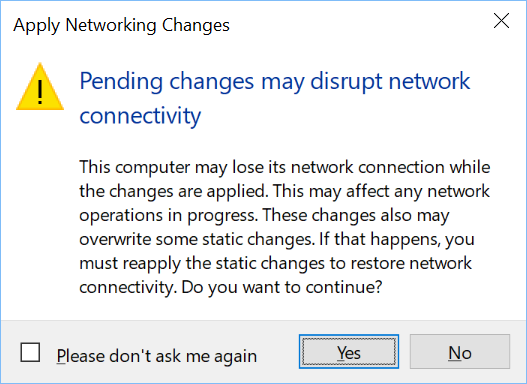 Apply Networking Changes
Pending changes may disrupt network
connectivity
This computer may lose its network connection while
the changes are applied. This may affect any network
operations in progress. These changes also may
overwrite some static changes. If that happens, you
must reapply the static changes to restore network
connectivity. Do you want to continue?
Please don't ask me again
Yes
No